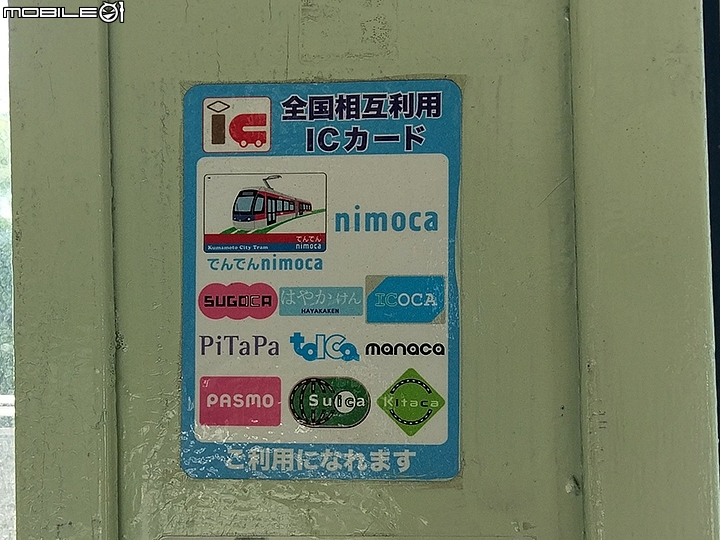 MOBILE01
IC
全国相互利用
ICカード
Kumamoto City Tram
でんでん
nimoca
nimoca
でんでんnimoca
SUGOCA
はやかけん
HAYAKAKEN
ICOCA
PiTaPa
toICa
manaca
PASMO
Suica
Kitaca
ご利用になれます